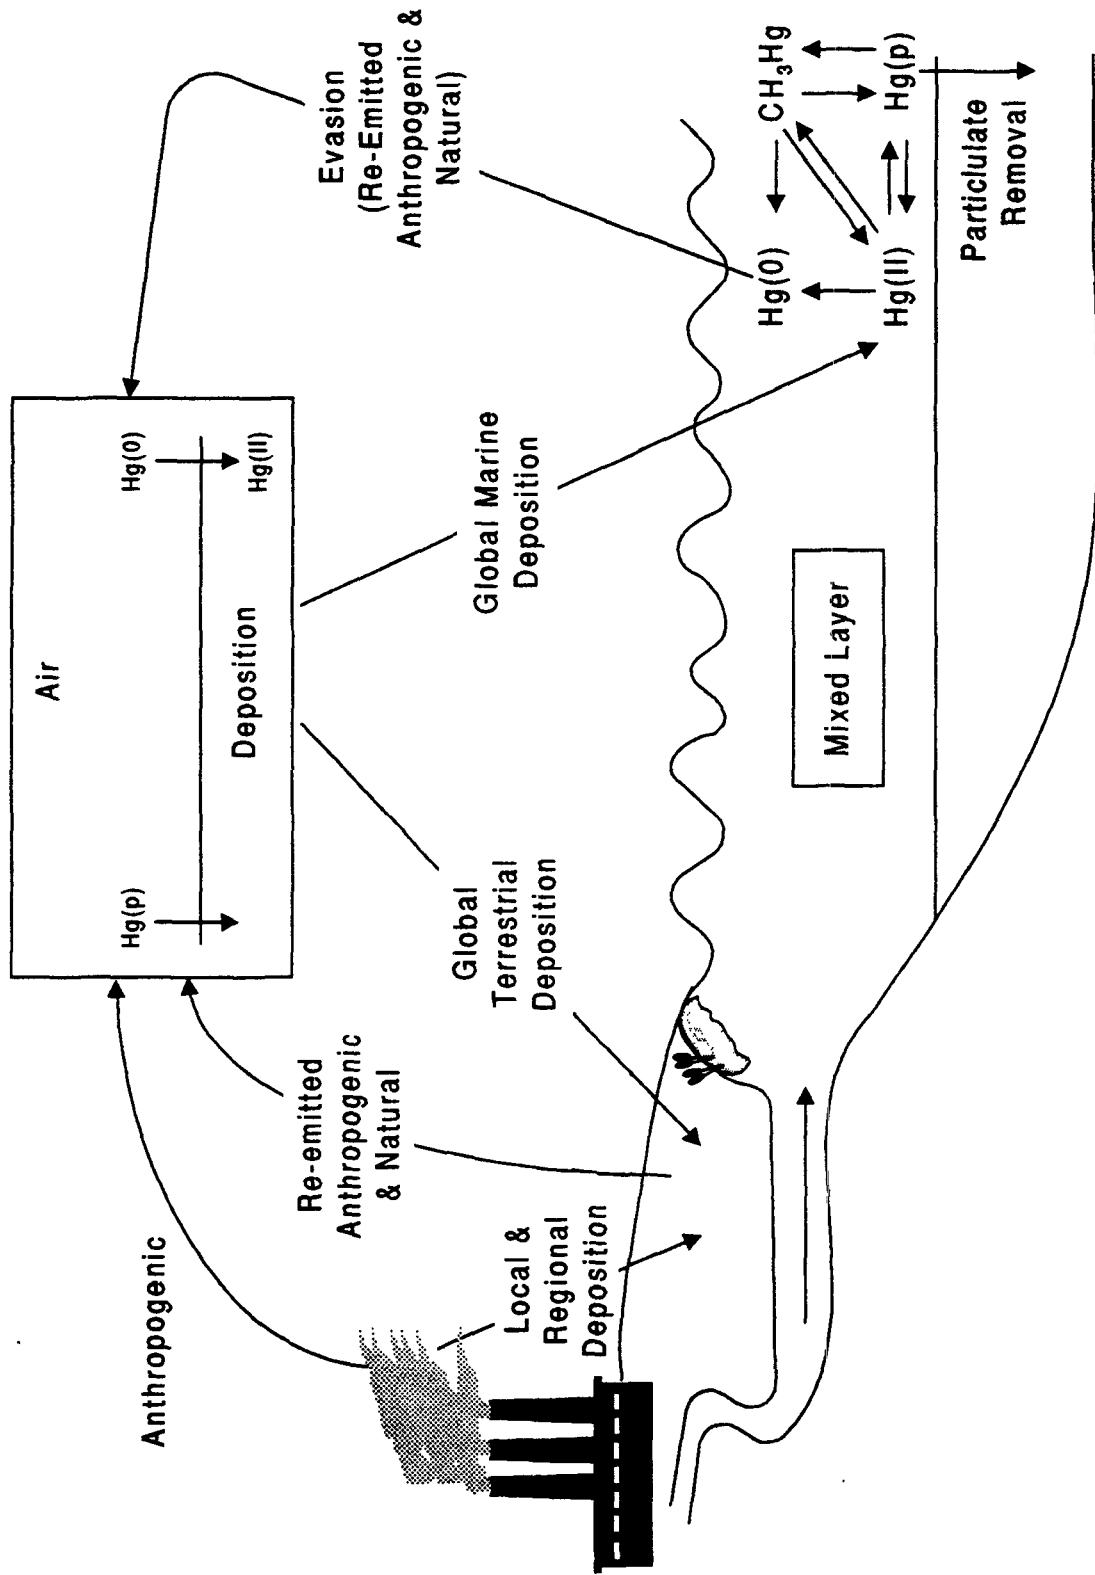 Air
Hg(p)
Hg(0)
Deposition
Hg(II)
Anthropogenic
Re-emitted
Anthropogenic
& Natural
Evasion
(Re-Emitted
Anthropogenic &
Natural)
Global
Terrestrial
Deposition
Global Marine
Deposition
Local &
Regional
Deposition
Mixed Layer
Hg(0)
CH₃Hg
Hg(II)
Hg(p)
Particlulate
Removal